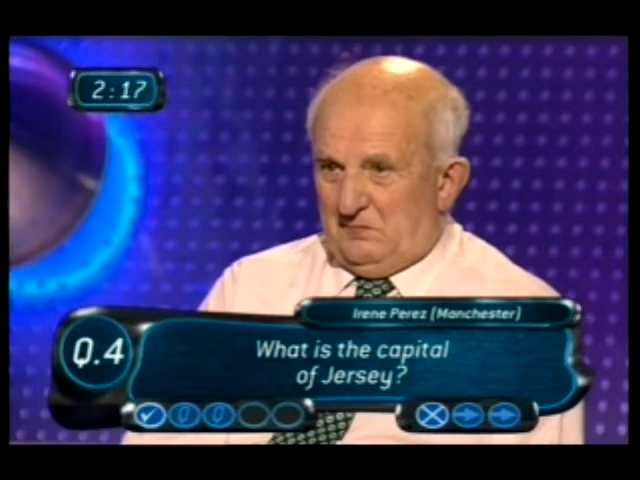 2:17
Irene Perez (Manchester)
Q.4
What is the capital
of Jersey?